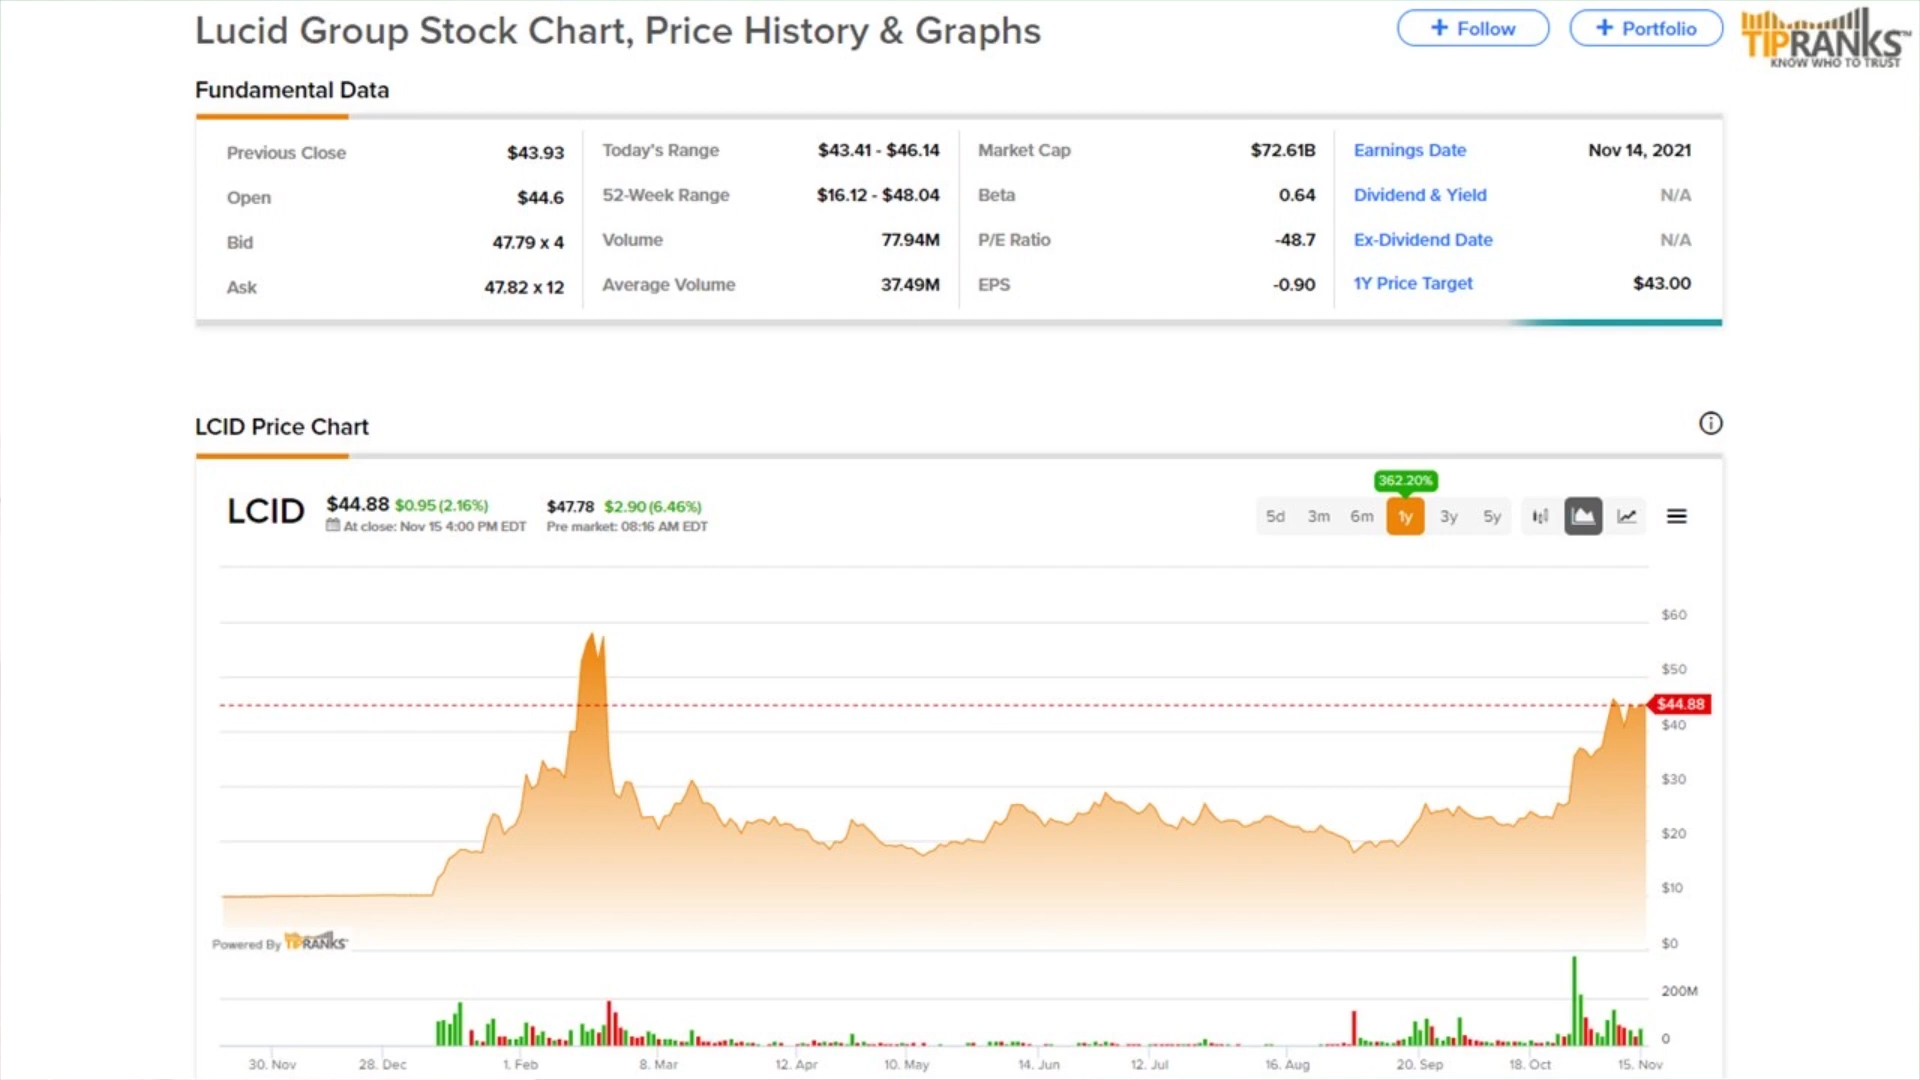 Lucid Group Stock Chart, Price History & Graphs
+ Follow
+ Portfolio
TIPRANKS™
KNOW WHO TO TRUST
Fundamental Data
Previous Close $43.93
Open $44.6
Bid 47.79 x 4
Ask 47.82 x 12
Today's Range $43.41 - $46.14
52-Week Range $16.12 - $48.04
Volume 77.94M
Average Volume 37.49M
Market Cap $72.61B
Beta 0.64
P/E Ratio -48.7
EPS -0.90
Earnings Date Nov 14, 2021
Dividend & Yield N/A
Ex-Dividend Date N/A
1Y Price Target $43.00
LCID Price Chart
LCID
$44.88 $0.95 (2.16%)
At close: Nov 15 4:00 PM EDT
$47.78 $2.90 (6.46%)
Pre market: 08:16 AM EDT
362.20%
5d 3m 6m 1y 3y 5y
$60
$50
$44.88
$40
$30
$20
$10
$0
Powered By TIPRANKS
200M
0
30. Nov 28. Dec 1. Feb 8. Mar 12. Apr 10. May 14. Jun 12. Jul 16. Aug 20. Sep 18. Oct 15. Nov